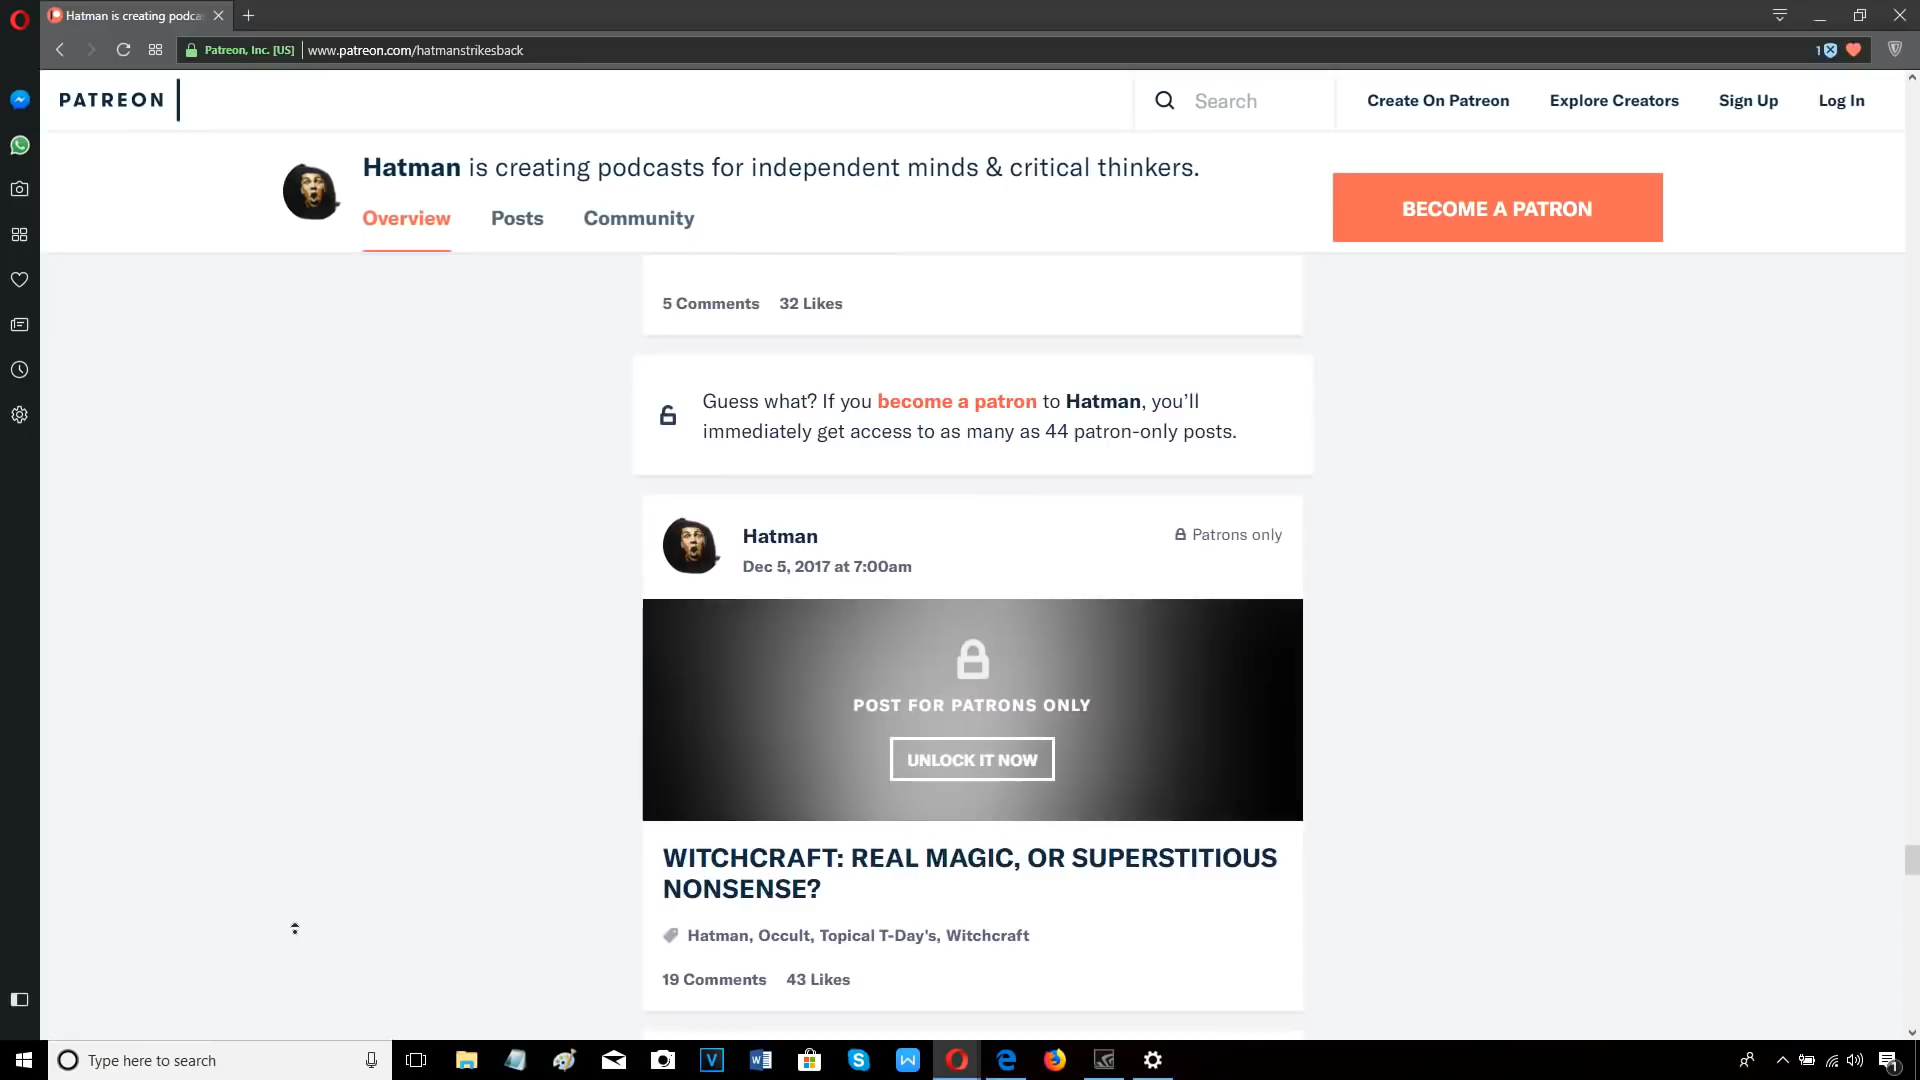 Hatman is creating podca
Patreon, Inc. [US]
www.patreon.com/hatmanstrikesback
1
PATREON
Search
Create On Patreon
Explore Creators
Sign Up
Log In
Hatman is creating podcasts for independent minds & critical thinkers.
Overview
Posts
Community
BECOME A PATRON
5 Comments 32 Likes
Guess what? If you become a patron to Hatman, you’ll
immediately get access to as many as 44 patron-only posts.
Hatman
Patrons only
Dec 5, 2017 at 7:00am
POST FOR PATRONS ONLY
UNLOCK IT NOW
WITCHCRAFT: REAL MAGIC, OR SUPERSTITIOUS
NONSENSE?
Hatman, Occult, Topical T-Day's, Witchcraft
19 Comments 43 Likes
Type here to search
1